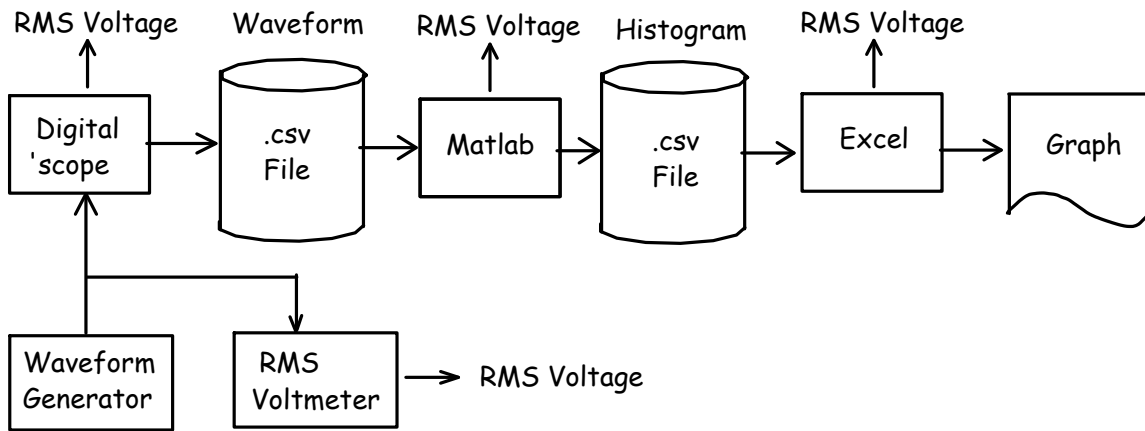 RMS Voltage
Waveform
RMS Voltage
Histogram
RMS Voltage
Digital
'scope
.csv
File
Matlab
.csv
File
Excel
Graph
Waveform
Generator
RMS
Voltmeter
RMS Voltage